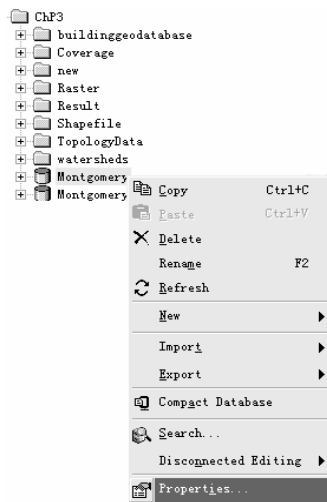 ChP3
buildinggeodatabase
Coverage
new
Raster
Result
Shapefile
TopologyData
watersheds
Montgomery
Montgomery
Copy Ctrl+C
Paste Ctrl+V
Delete
Rename F2
Refresh
New
Import
Export
Compact Database
Search...
Disconnected Editing
Properties...